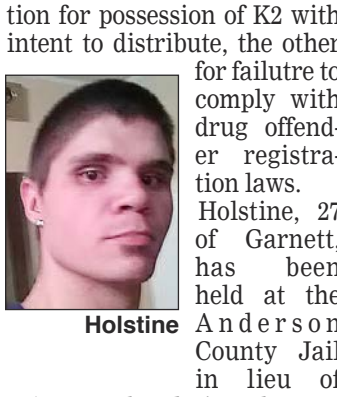 tion for possession of K2 with
intent to distribute, the other
for failutre to
comply with
drug offend-
er registra-
tion laws.
Holstine, 27
of Garnett,
has been
held at the
Anderson
County Jail
in lieu of
Holstine